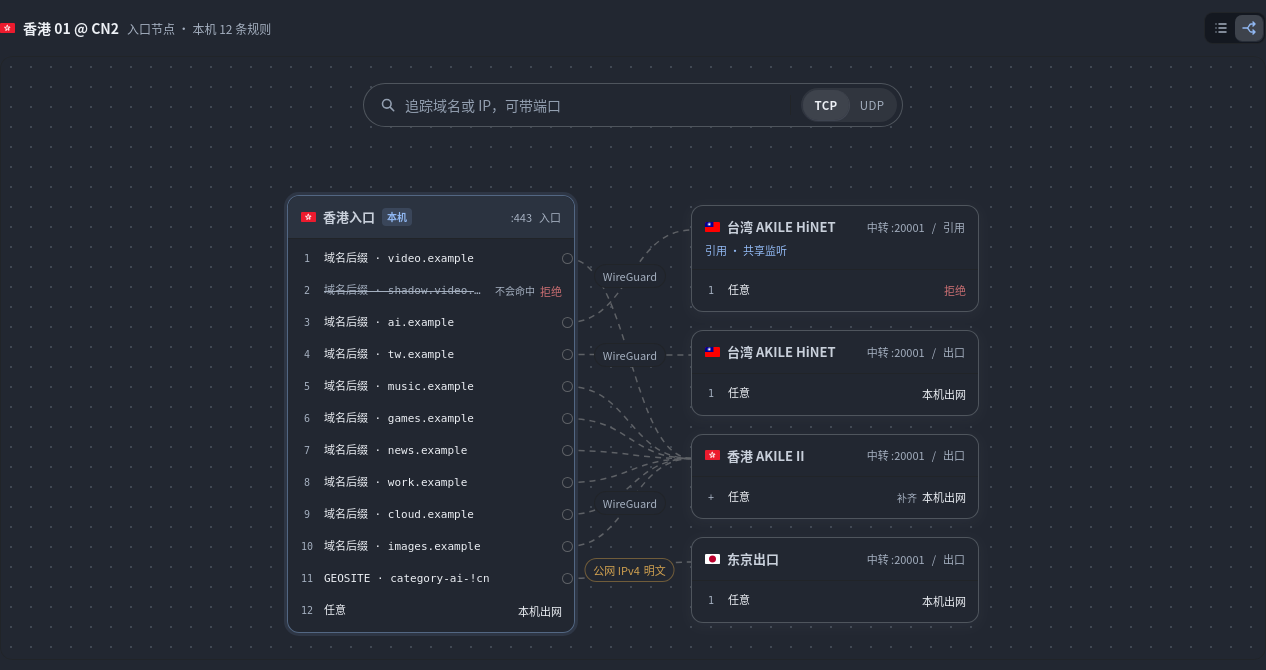 香港 01 @ CN2 入口节点 · 本机 12 条规则
追踪域名或 IP，可带端口 TCP UDP
香港入口 本机 :443 入口
1 域名后缀 · video.example
2 域名后缀 · shadow.video.… 不会命中 拒绝
3 域名后缀 · ai.example
4 域名后缀 · tw.example
5 域名后缀 · music.example
6 域名后缀 · games.example
7 域名后缀 · news.example
8 域名后缀 · work.example
9 域名后缀 · cloud.example
10 域名后缀 · images.example
11 GEOSITE · category-ai-!cn
12 任意 本机出网
WireGuard
WireGuard
WireGuard
公网 IPv4 明文
台湾 AKILE HiNET 中转 :20001 / 引用
引用 · 共享监听
1 任意 拒绝
台湾 AKILE HiNET 中转 :20001 / 出口
1 任意 本机出网
香港 AKILE II 中转 :20001 / 出口
+ 任意 补齐 本机出网
东京出口 中转 :20001 / 出口
1 任意 本机出网